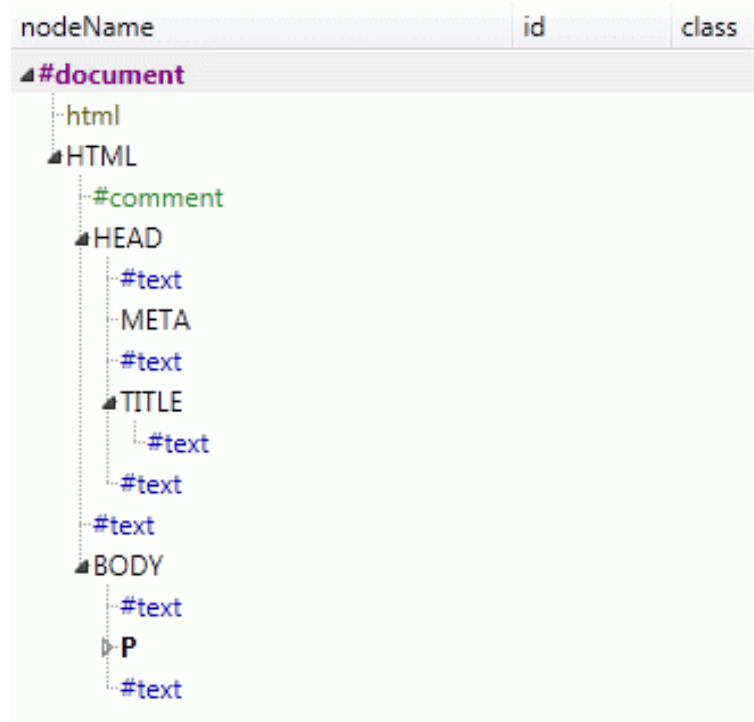 nodeName id class
#document
html
HTML
#comment
HEAD
#text
META
#text
TITLE
#text
#text
#text
BODY
#text
P
#text